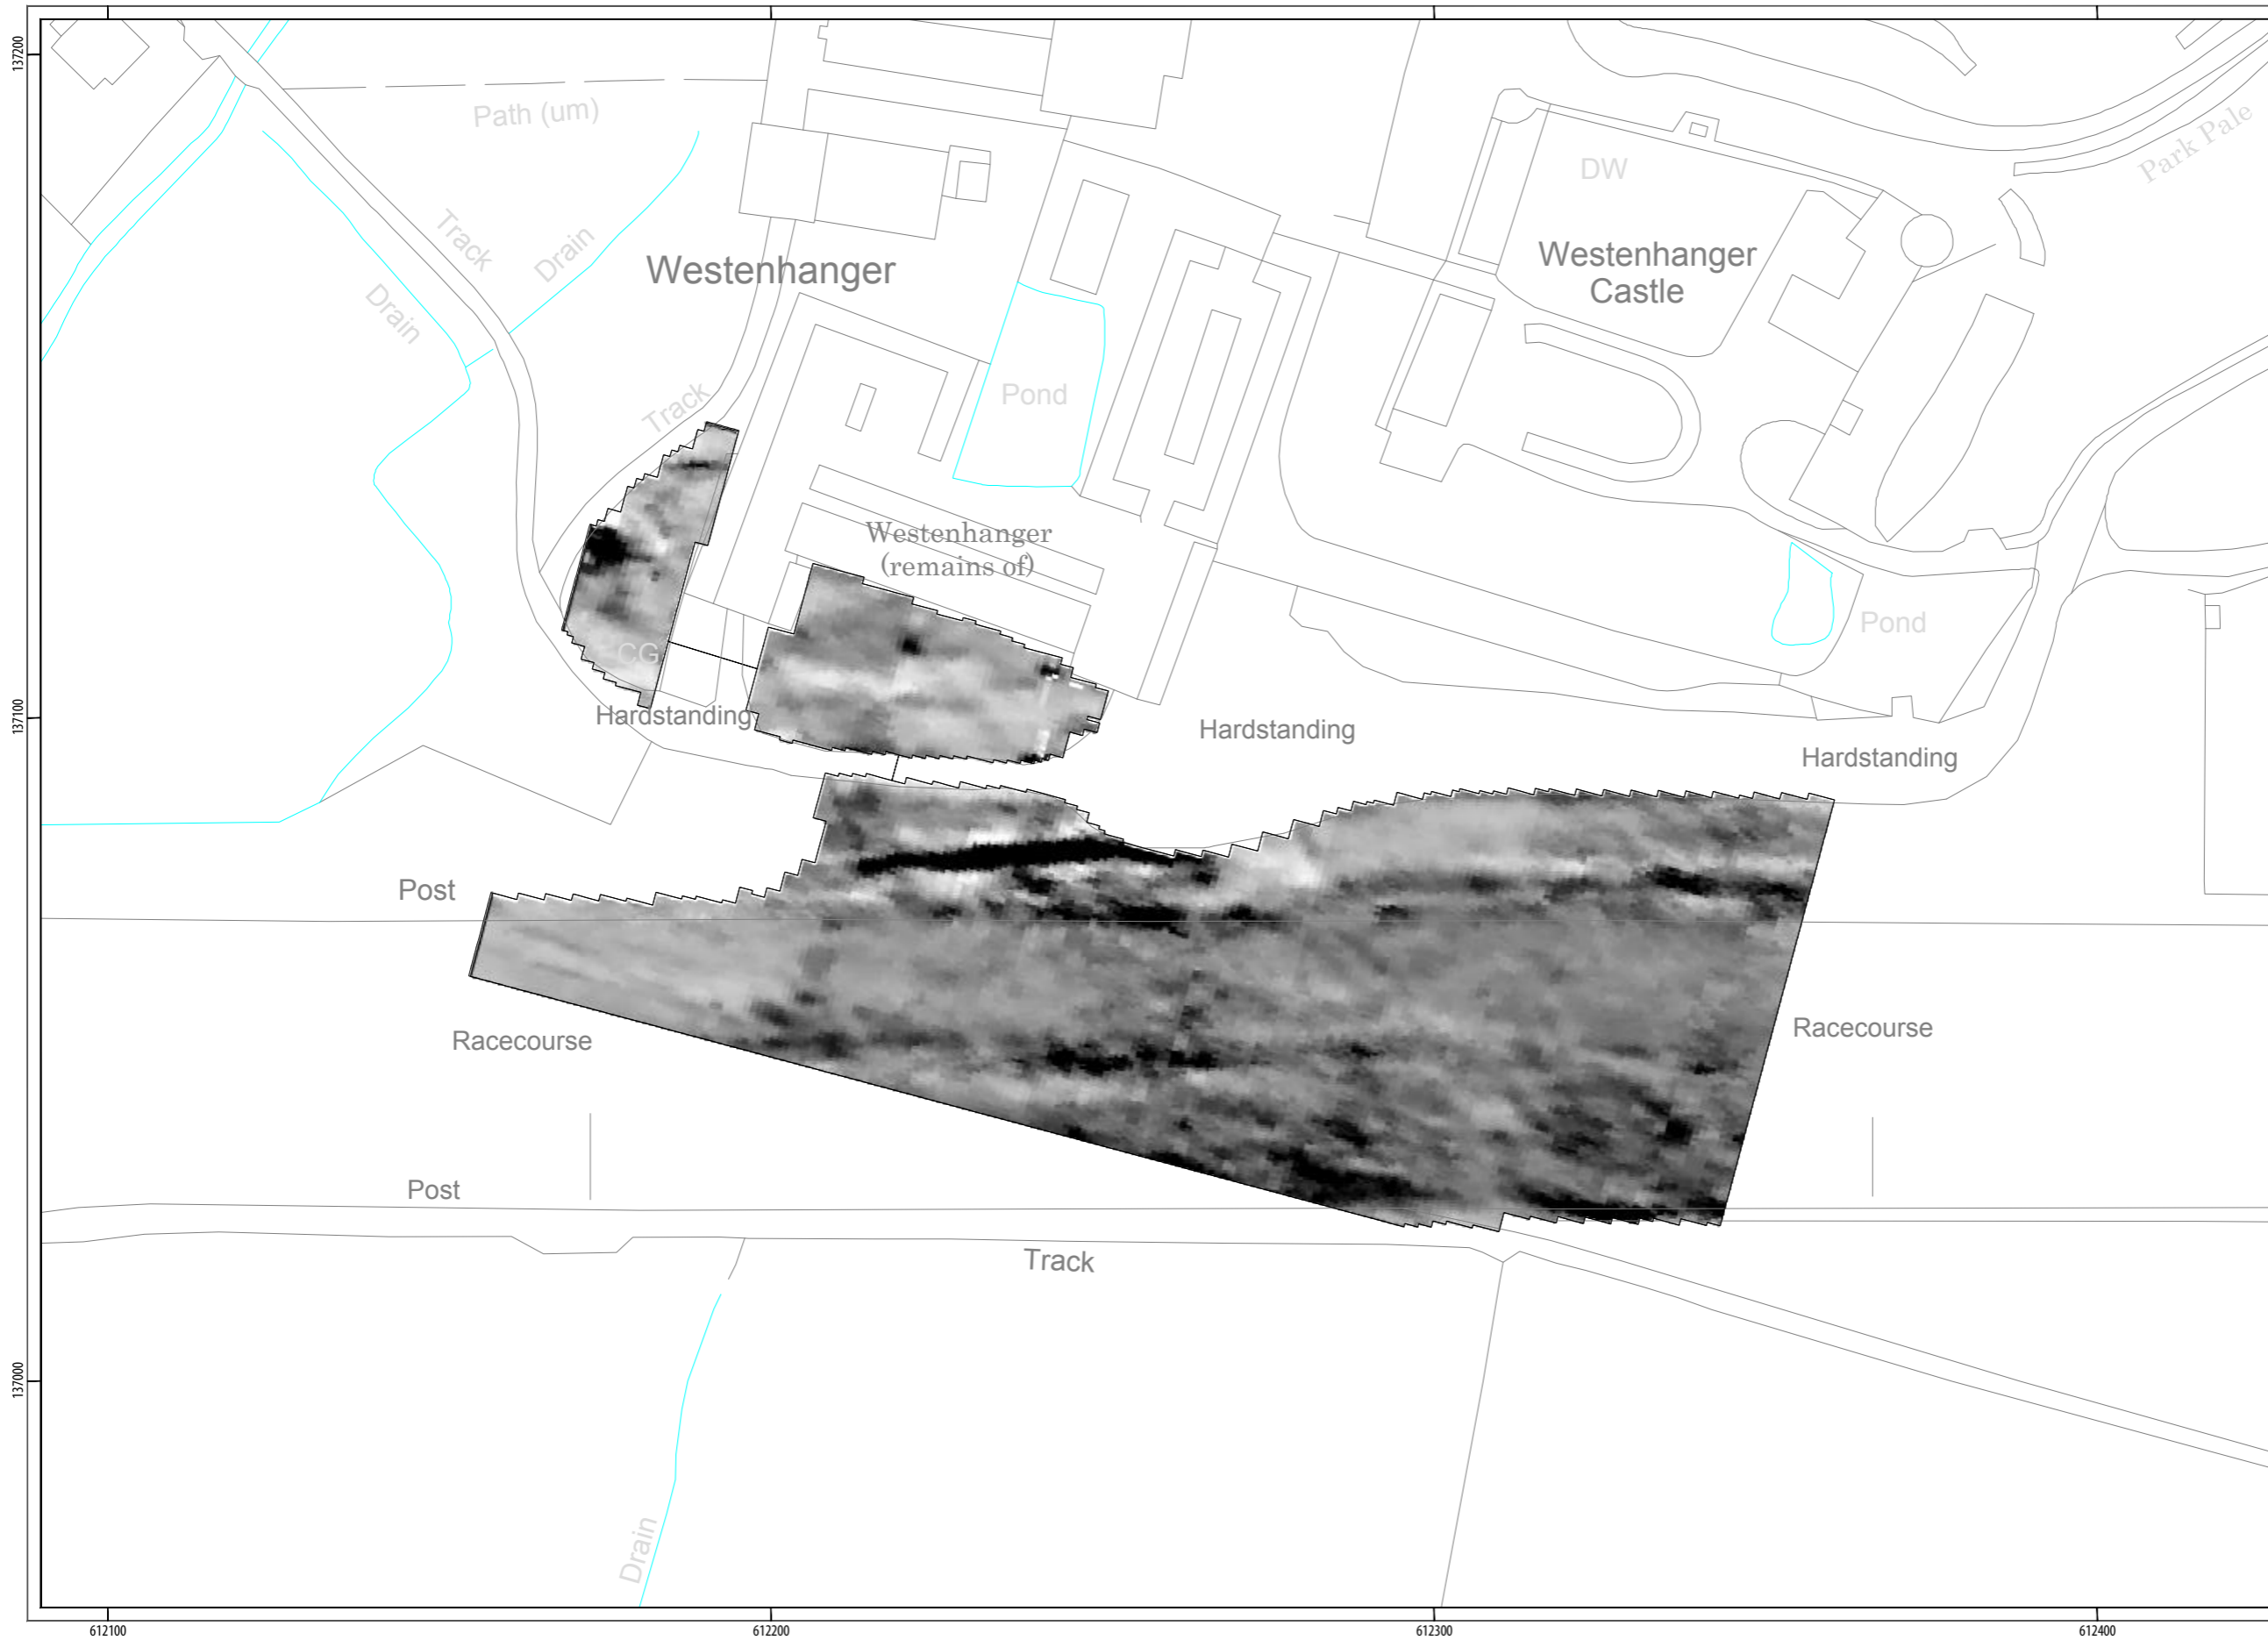 137200
Path (um)
Park Pale
DW
Track
Drain
Westenhanger
Westenhanger
Castle
Drain
Track
Pond
Westenhanger
(remains of)
Pond
CG
137100
Hardstanding
Hardstanding
Hardstanding
Post
Racecourse
Racecourse
Post
Track
137000
Drain
612100
612200
612300
612400